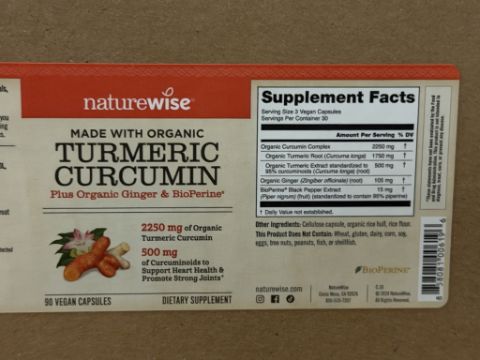 naturewise®
MADE WITH ORGANIC
TURMERIC
CURCUMIN
Plus Organic Ginger & BioPerine®
2250 mg of Organic
Turmeric Curcumin
500 mg
of Curcuminoids to
Support Heart Health &
Promote Strong Joints*
90 VEGAN CAPSULES
DIETARY SUPPLEMENT
Supplement Facts
Serving Size 3 Vegan Capsules
Servings Per Container 30
Amount Per Serving % DV
Organic Curcumin Complex 2250 mg †
Organic Turmeric Root (Curcuma longa) 1750 mg †
Organic Turmeric Extract standardized to 500 mg †
95% curcuminoids (Curcuma longa) (root)
Organic Ginger (Zingiber officinale) (root) 105 mg †
BioPerine® Black Pepper Extract 15 mg †
(Piper nigrum) (fruit) (standardized to contain 95% piperine)
† Daily Value not established.
Other Ingredients: Cellulose capsule, organic rice hull, rice flour.
This Product Does Not Contain: Wheat, gluten, dairy, corn, soy,
eggs, tree nuts, peanuts, fish, or shellfish.
BIOPERINE®
naturewise.com
NatureWise